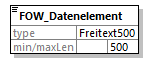 FOW_Datenelement
type Freitext500
min/maxLen 500